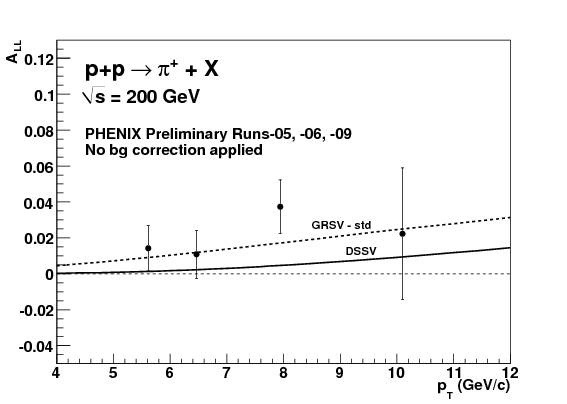 A_LL
p+p → π⁺ + X
√s = 200 GeV
PHENIX Preliminary Runs-05, -06, -09
No bg correction applied
GRSV - std
DSSV
0.12
0.1
0.08
0.06
0.04
0.02
0
-0.02
-0.04
4 5 6 7 8 9 10 11 12
p_T (GeV/c)